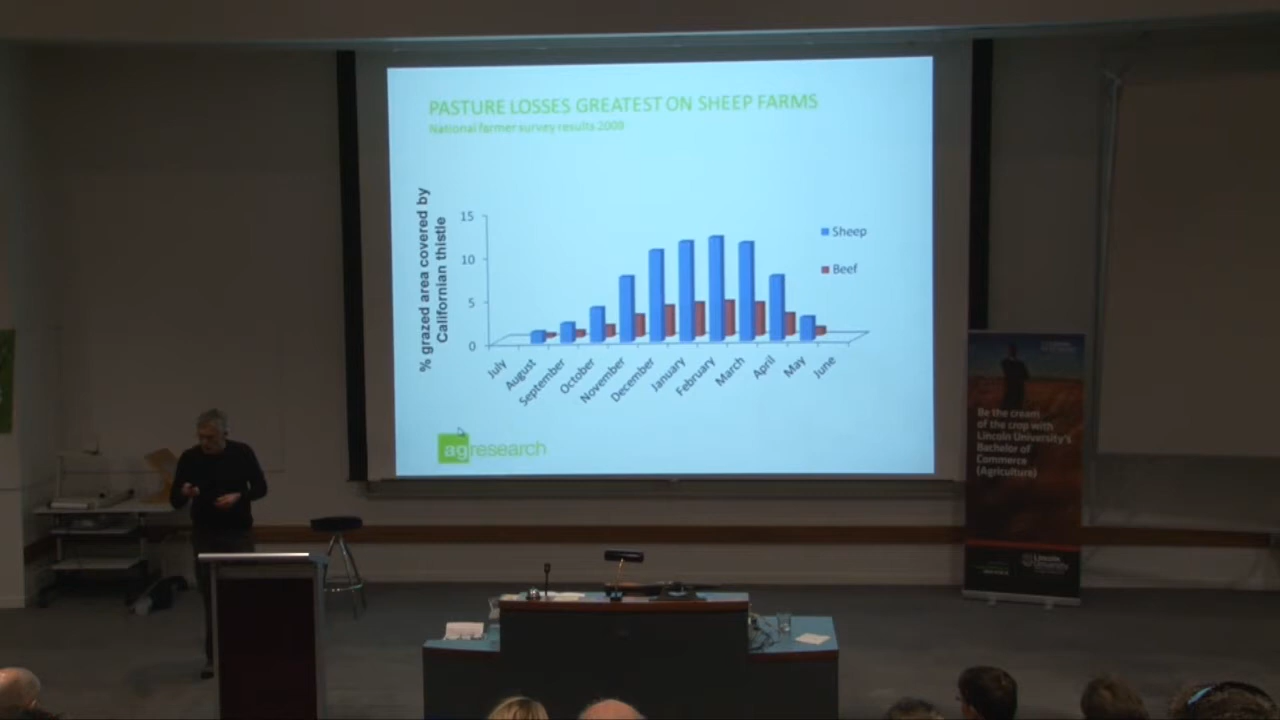 PASTURE LOSSES GREATEST ON SHEEP FARMS
National farmer survey results 2008
% grazed area covered by
Californian thistle
15
10
5
0
Sheep
Beef
July
August
September
October
November
December
January
February
March
April
May
June
agresearch
Be the cream
of the crop with
Lincoln University's
Bachelor of
Commerce
(Agriculture)
Lincoln
University